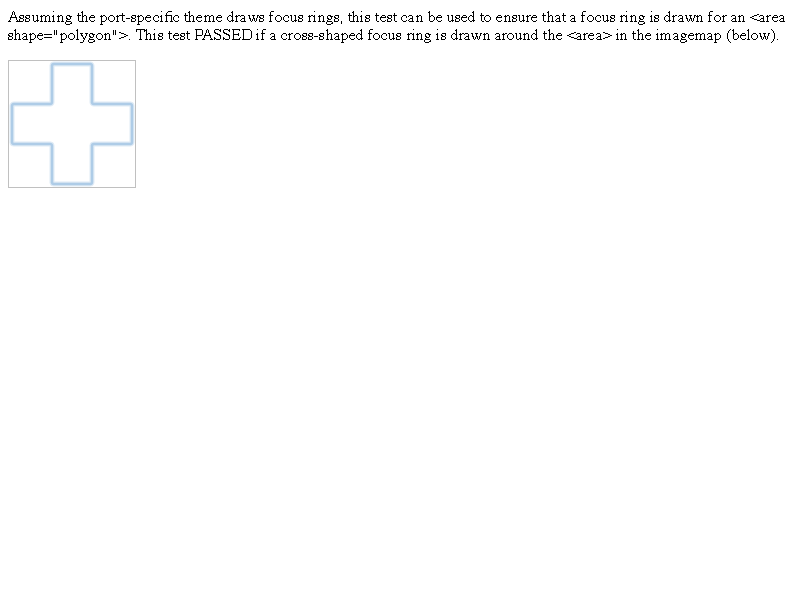 Assuming the port-specific theme draws focus rings, this test can be used to ensure that a focus ring is drawn for an <area
shape="polygon">. This test PASSED if a cross-shaped focus ring is drawn around the <area> in the imagemap (below).